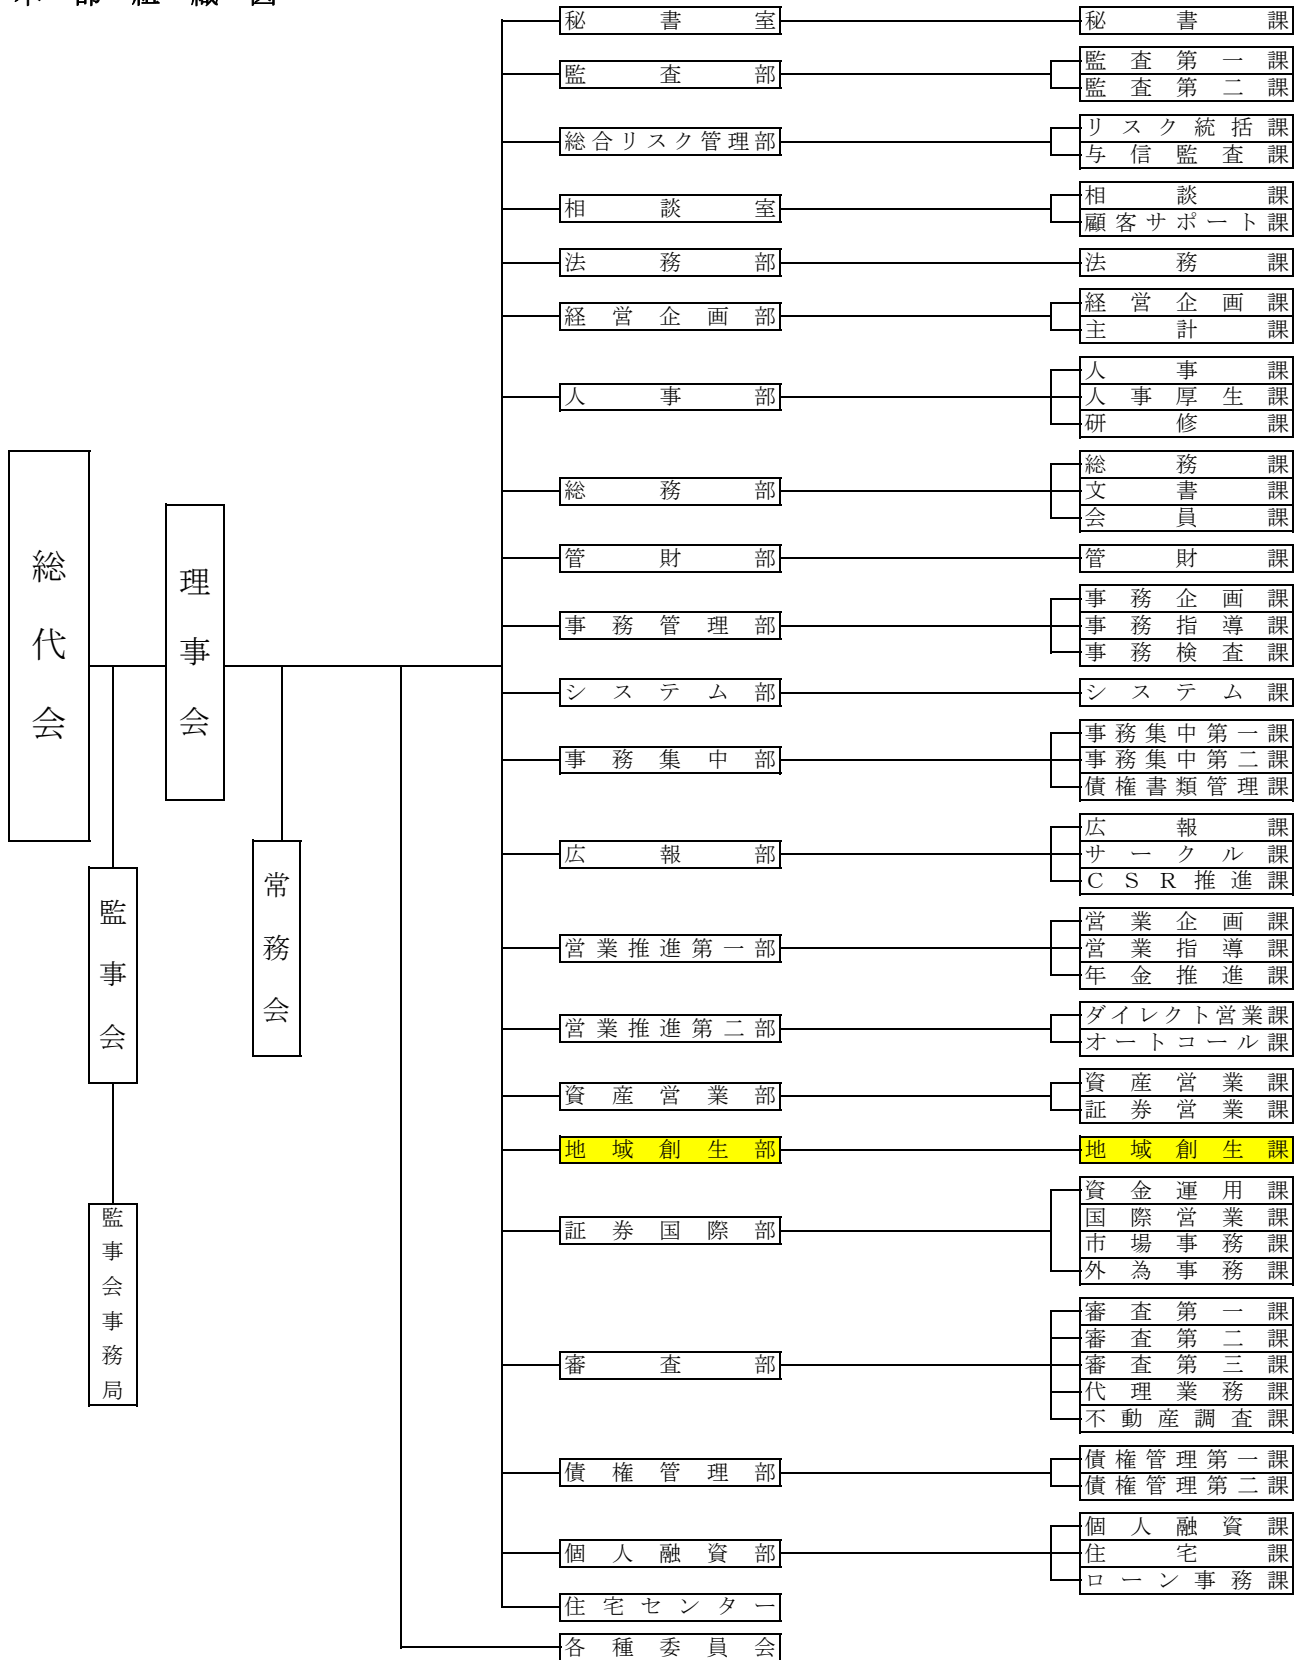 本部組織図
秘書室
秘書課
監査部
監査第一課
監査第二課
総合リスク管理部
リスク統括課
与信監査課
相談室
相談課
顧客サポート課
法務部
法務課
経営企画部
経営企画課
主計課
人事部
人事課
人事厚生課
研修課
総務部
総務課
文書課
会員課
管財部
管財課
事務管理部
事務企画課
事務指導課
事務検査課
システム部
システム課
事務集中部
事務集中第一課
事務集中第二課
債権書類管理課
広報部
広報課
サークル課
CSR推進課
営業推進第一部
営業企画課
営業指導課
年金推進課
営業推進第二部
ダイレクト営業課
オートコール課
資産営業部
資産営業課
証券営業課
地域創生部
地域創生課
証券国際部
資金運用課
国際営業課
市場事務課
外為事務課
審査部
審査第一課
審査第二課
審査第三課
代理業務課
不動産調査課
債権管理部
債権管理第一課
債権管理第二課
個人融資部
個人融資課
住宅課
ローン事務課
住宅センター
各種委員会
総代会
理事会
監事会
常務会
監事会事務局